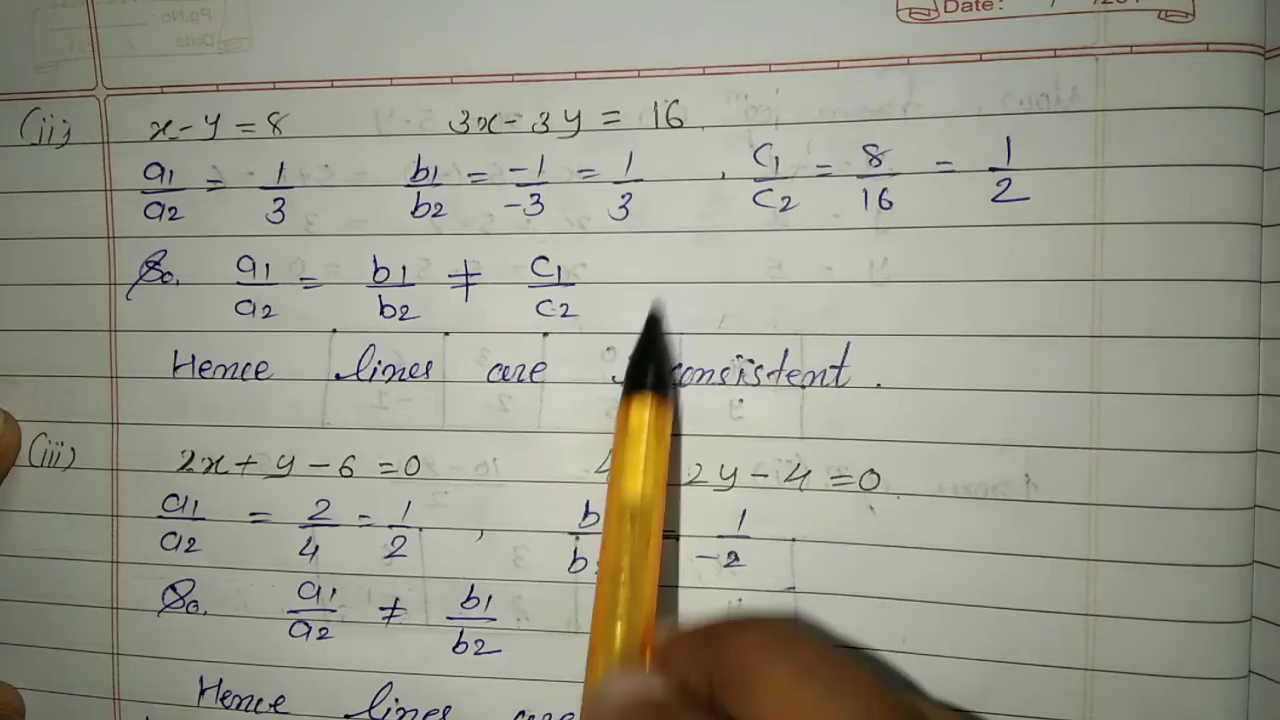 Date:
(ii) x - y = 8 3x - 3y = 16
a1/a2 = 1/3 b1/b2 = -1/-3 = 1/3 , c1/c2 = 8/16 = 1/2
So. a1/a2 = b1/b2 ≠ c1/c2
Hence lines are .
(iii) 2x + y - 6 = 0 2y - 4 = 0
a1/a2 = 2/4 = 1/2 , b/b = 1/-2
So. a1/a2 ≠ b1/b2
Hence lines are